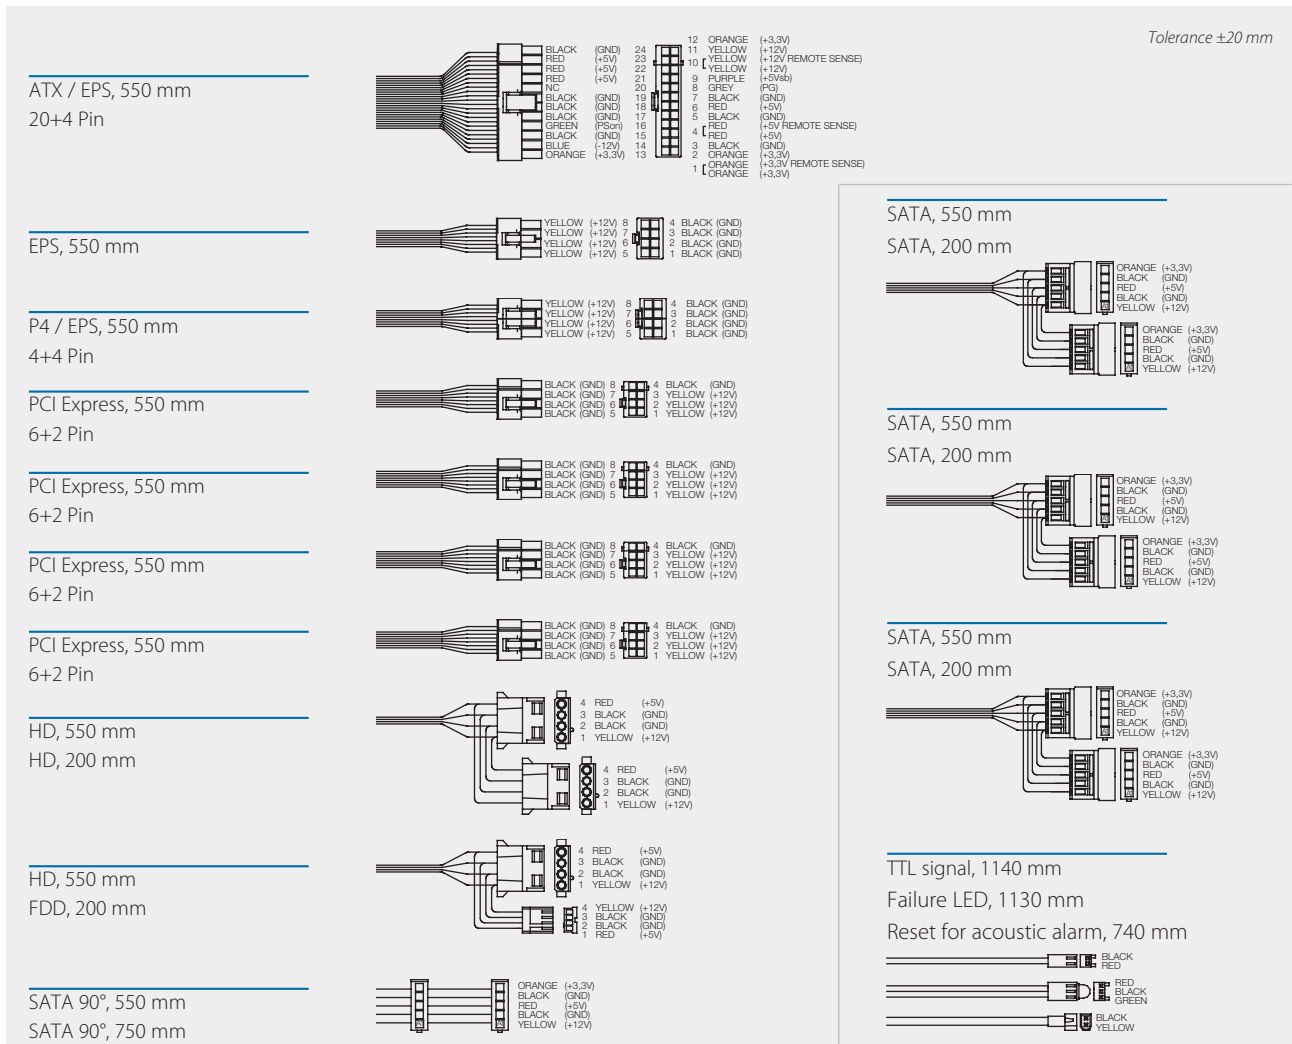 Tolerance ±20 mm
ATX / EPS, 550 mm
20+4 Pin
BLACK (GND) 24
RED (+5V) 23
RED (+5V) 22
RED (+5V) 21
NC 20
BLACK (GND) 19
BLACK (GND) 18
BLACK (GND) 17
GREEN (PSon) 16
BLACK (GND) 15
BLUE (-12V) 14
ORANGE (+3,3V) 13
12 ORANGE (+3,3V)
11 YELLOW (+12V)
10 YELLOW (+12V REMOTE SENSE)
YELLOW (+12V)
9 PURPLE (+5Vsb)
8 GREY (PG)
7 BLACK (GND)
6 RED (+5V)
5 BLACK (GND)
4 RED (+5V REMOTE SENSE)
RED (+5V)
3 BLACK (GND)
2 ORANGE (+3,3V)
1 ORANGE (+3,3V REMOTE SENSE)
ORANGE (+3,3V)
EPS, 550 mm
YELLOW (+12V) 8 4 BLACK (GND)
YELLOW (+12V) 7 3 BLACK (GND)
YELLOW (+12V) 6 2 BLACK (GND)
YELLOW (+12V) 5 1 BLACK (GND)
P4 / EPS, 550 mm
4+4 Pin
YELLOW (+12V) 8 4 BLACK (GND)
YELLOW (+12V) 7 3 BLACK (GND)
YELLOW (+12V) 6 2 BLACK (GND)
YELLOW (+12V) 5 1 BLACK (GND)
PCI Express, 550 mm
6+2 Pin
BLACK (GND) 8 4 BLACK (GND)
BLACK (GND) 7 3 YELLOW (+12V)
BLACK (GND) 6 2 YELLOW (+12V)
BLACK (GND) 5 1 YELLOW (+12V)
PCI Express, 550 mm
6+2 Pin
BLACK (GND) 8 4 BLACK (GND)
BLACK (GND) 7 3 YELLOW (+12V)
BLACK (GND) 6 2 YELLOW (+12V)
BLACK (GND) 5 1 YELLOW (+12V)
PCI Express, 550 mm
6+2 Pin
BLACK (GND) 8 4 BLACK (GND)
BLACK (GND) 7 3 YELLOW (+12V)
BLACK (GND) 6 2 YELLOW (+12V)
BLACK (GND) 5 1 YELLOW (+12V)
PCI Express, 550 mm
6+2 Pin
BLACK (GND) 8 4 BLACK (GND)
BLACK (GND) 7 3 YELLOW (+12V)
BLACK (GND) 6 2 YELLOW (+12V)
BLACK (GND) 5 1 YELLOW (+12V)
HD, 550 mm
HD, 200 mm
4 RED (+5V)
3 BLACK (GND)
2 BLACK (GND)
1 YELLOW (+12V)
4 RED (+5V)
3 BLACK (GND)
2 BLACK (GND)
1 YELLOW (+12V)
HD, 550 mm
FDD, 200 mm
4 RED (+5V)
3 BLACK (GND)
2 BLACK (GND)
1 YELLOW (+12V)
4 YELLOW (+12V)
3 BLACK (GND)
2 BLACK (GND)
1 RED (+5V)
SATA 90°, 550 mm
SATA 90°, 750 mm
ORANGE (+3,3V)
BLACK (GND)
RED (+5V)
BLACK (GND)
YELLOW (+12V)
SATA, 550 mm
SATA, 200 mm
ORANGE (+3,3V)
BLACK (GND)
RED (+5V)
BLACK (GND)
YELLOW (+12V)
ORANGE (+3,3V)
BLACK (GND)
RED (+5V)
BLACK (GND)
YELLOW (+12V)
SATA, 550 mm
SATA, 200 mm
ORANGE (+3,3V)
BLACK (GND)
RED (+5V)
BLACK (GND)
YELLOW (+12V)
ORANGE (+3,3V)
BLACK (GND)
RED (+5V)
BLACK (GND)
YELLOW (+12V)
SATA, 550 mm
SATA, 200 mm
ORANGE (+3,3V)
BLACK (GND)
RED (+5V)
BLACK (GND)
YELLOW (+12V)
ORANGE (+3,3V)
BLACK (GND)
RED (+5V)
BLACK (GND)
YELLOW (+12V)
TTL signal, 1140 mm
Failure LED, 1130 mm
Reset for acoustic alarm, 740 mm
BLACK
RED
RED
BLACK
GREEN
BLACK
YELLOW